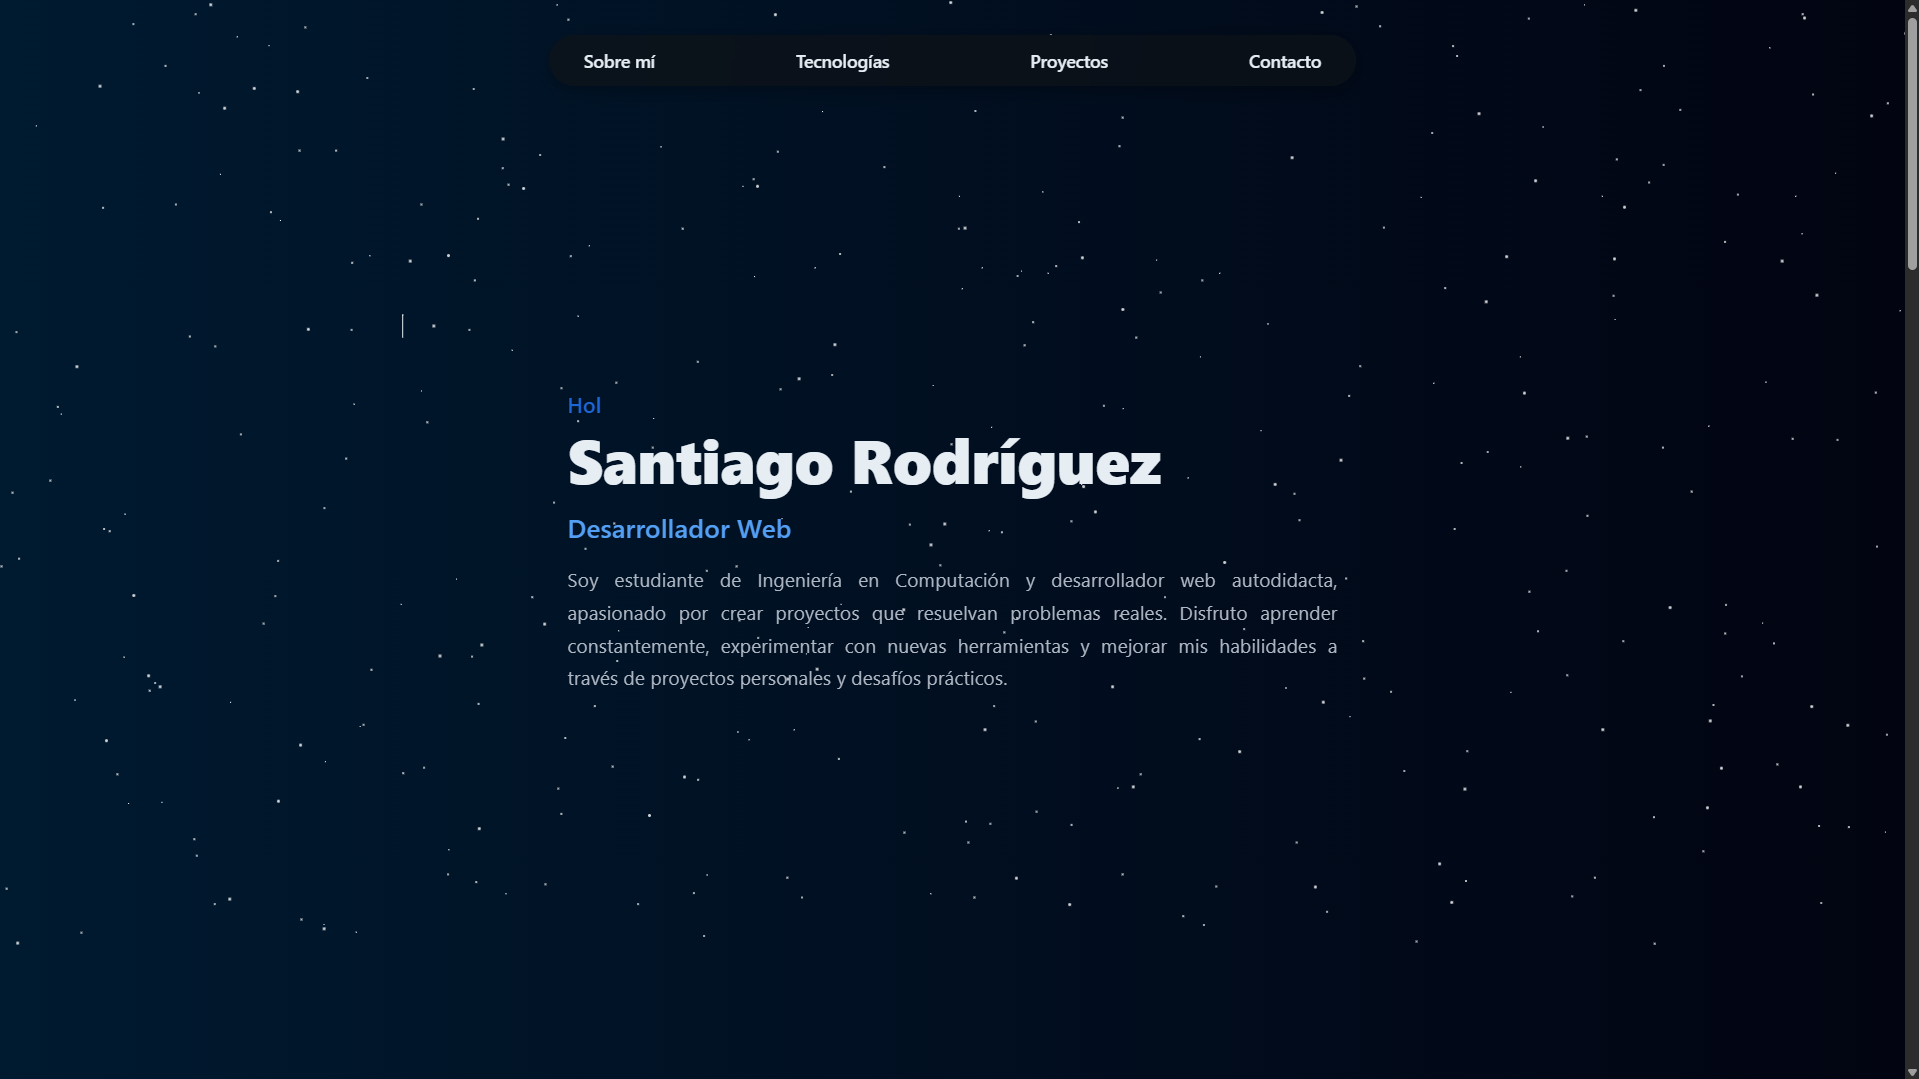 Sobre mí Tecnologías Proyectos Contacto
Hol
Santiago Rodríguez
Desarrollador Web
Soy estudiante de Ingeniería en Computación y desarrollador web autodidacta,
apasionado por crear proyectos que resuelvan problemas reales. Disfruto aprender
constantemente, experimentar con nuevas herramientas y mejorar mis habilidades a
través de proyectos personales y desafíos prácticos.